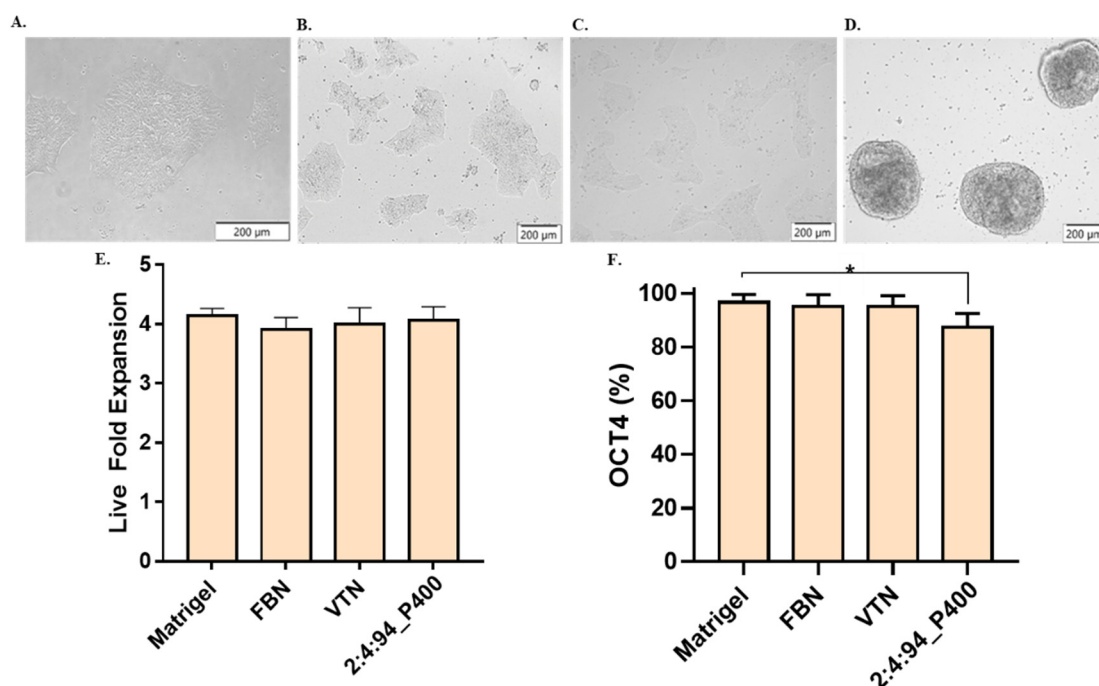 A.
B.
C.
D.
200 µm
200 µm
200 µm
200 µm
E.
5
4
3
2
1
0
Live Fold Expansion
Matrigel
FBN
VTN
2:4:94_P400
F.
*
100
80
60
40
20
0
OCT4 (%)
Matrigel
FBN
VTN
2:4:94_P400